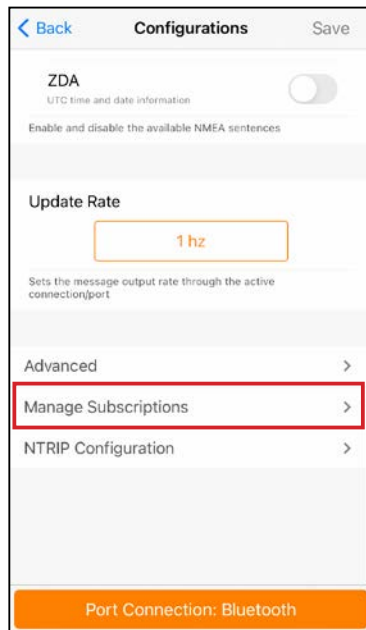 Back
Configurations
Save
ZDA
UTC time and date information
Enable and disable the available NMEA sentences
Update Rate
1 hz
Sets the message output rate through the active
connection/port
Advanced
Manage Subscriptions
NTRIP Configuration
Port Connection: Bluetooth